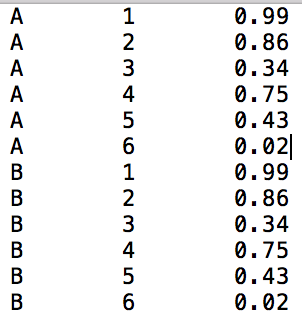 A 1 0.99
A 2 0.86
A 3 0.34
A 4 0.75
A 5 0.43
A 6 0.02
B 1 0.99
B 2 0.86
B 3 0.34
B 4 0.75
B 5 0.43
B 6 0.02